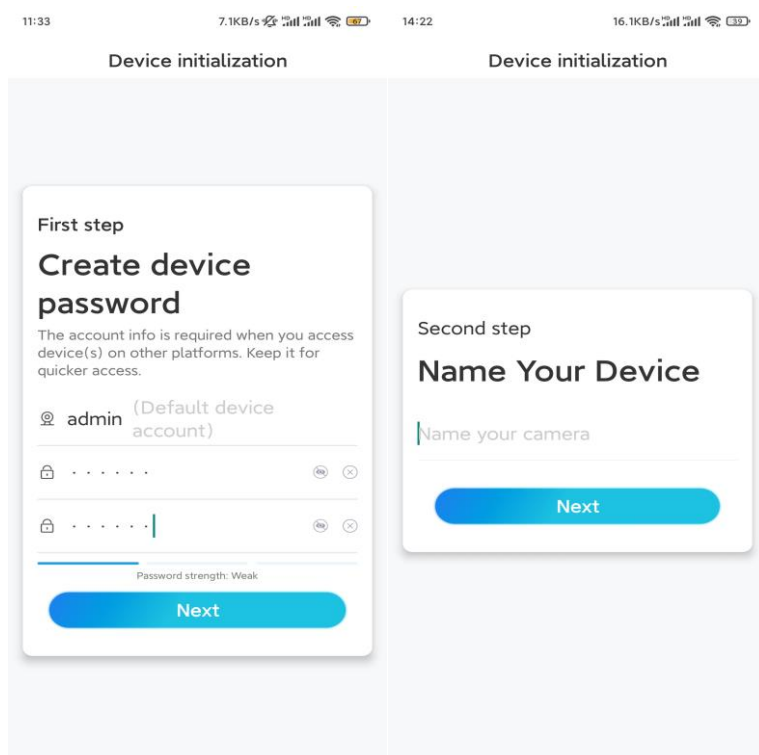 11:33 7.1KB/s 67
Device initialization
First step
Create device
password
The account info is required when you access
device(s) on other platforms. Keep it for
quicker access.
admin (Default device
account)
Password strength: Weak
Next
14:22 16.1KB/s 39
Device initialization
Second step
Name Your Device
Name your camera
Next